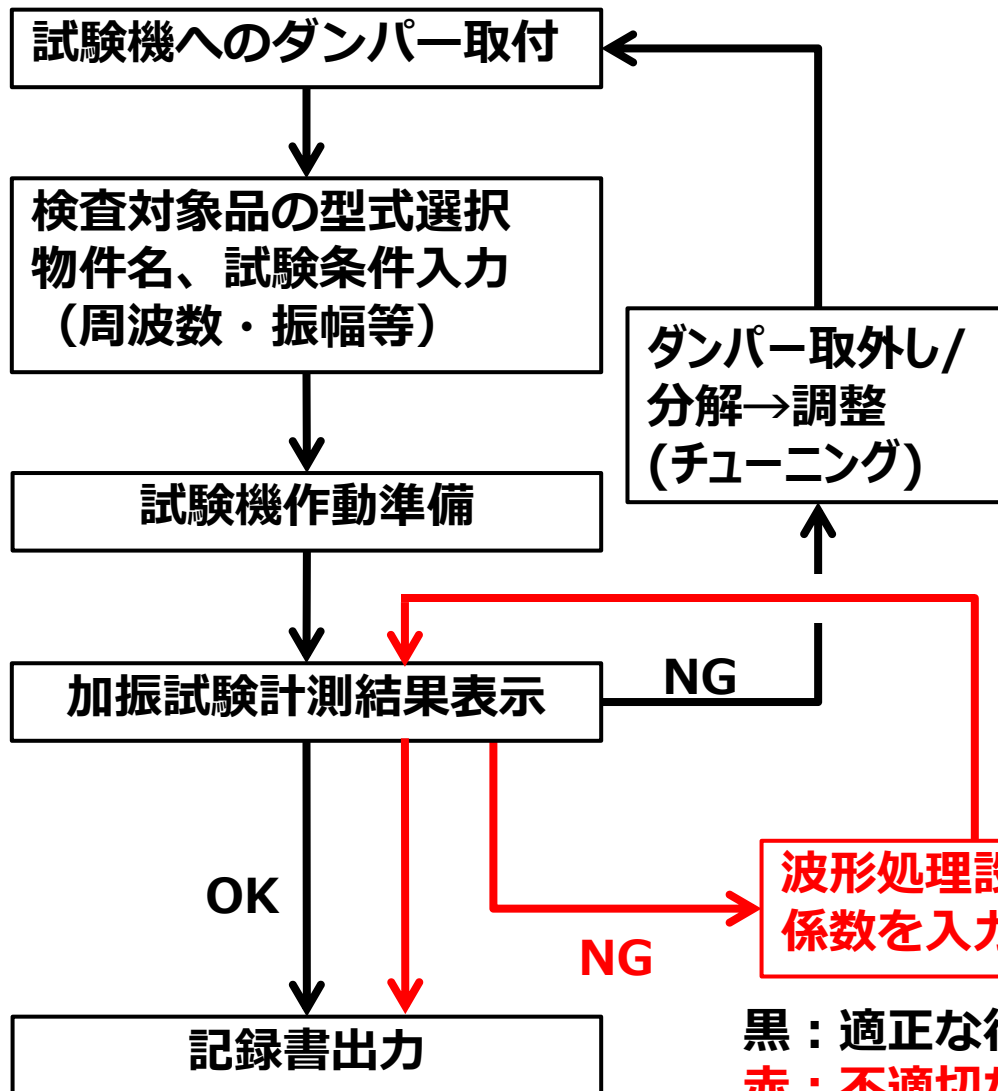 試験機へのダンパー取付
検査対象品の型式選択
物件名、試験条件入力
（周波数・振幅等）
ダンパー取外し/
分解→調整
(チューニング)
試験機作動準備
加振試験計測結果表示
NG
OK
NG
波形処理設
係数を入力
記録書出力
黒：適正な
赤：不適切